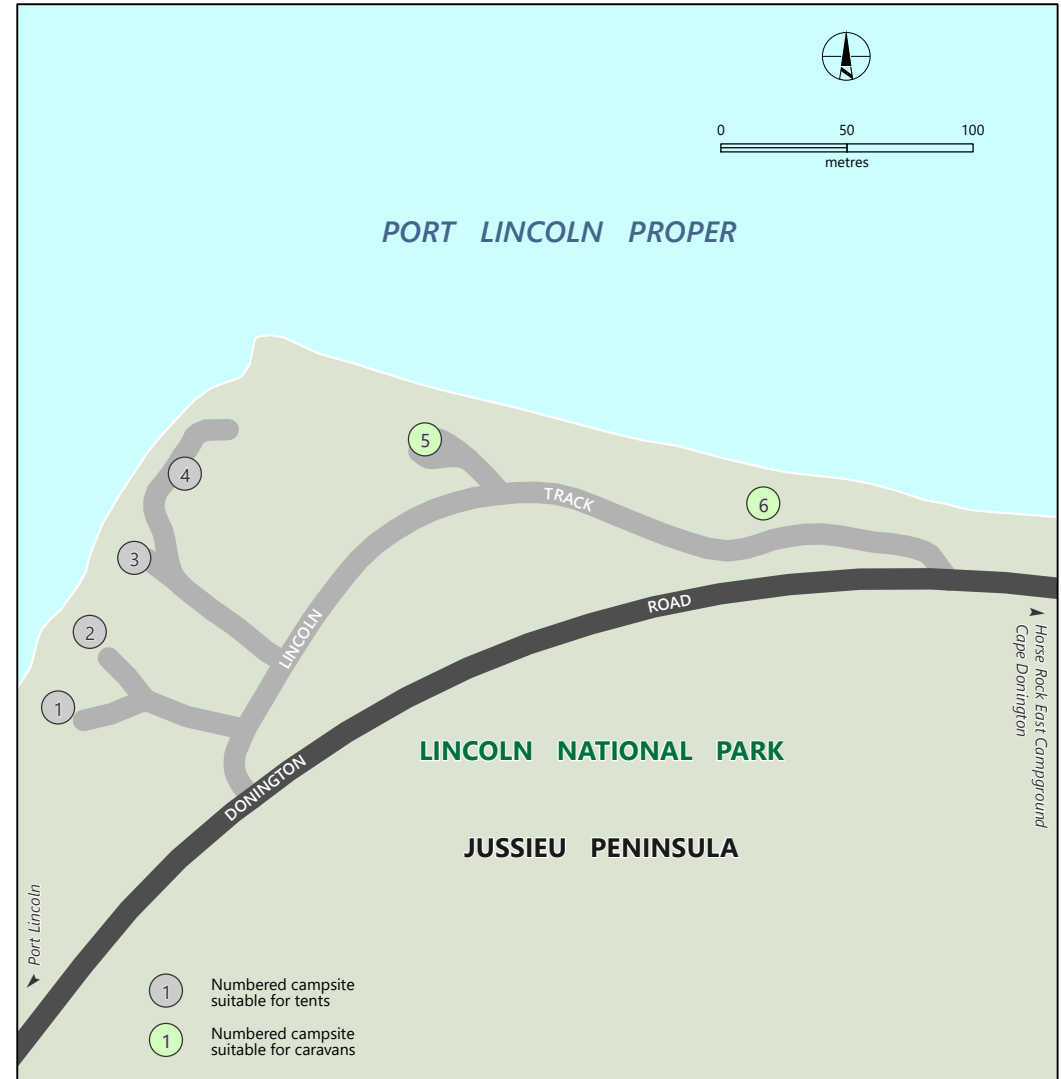 N
0 50 100
metres
PORT LINCOLN PROPER
5
4
6
TRACK
3
ROAD
2
LINCOLN
1
DONINGTON
Horse Rock East Campground
Cape Donington
LINCOLN NATIONAL PARK
JUSSIEU PENINSULA
Port Lincoln
1 Numbered campsite
suitable for tents
1 Numbered campsite
suitable for caravans